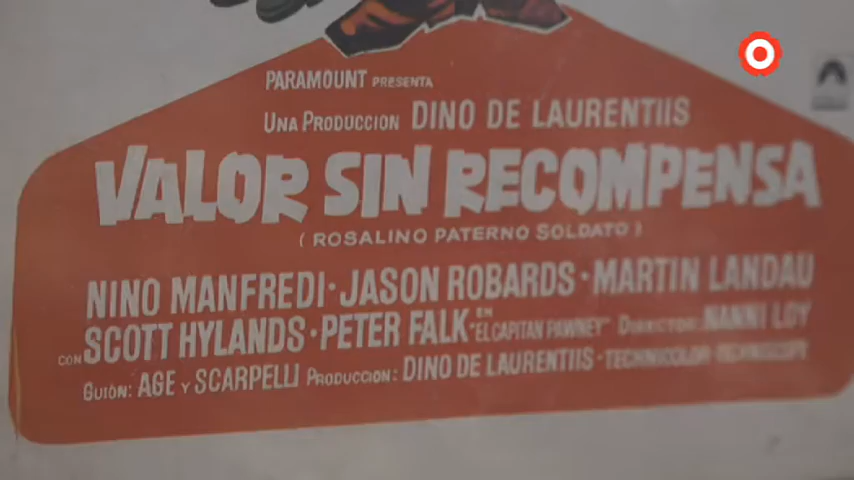 PARAMOUNT PRESENTA
UNA PRODUCCION DINO DE LAURENTIIS
VALOR SIN RECOMPENSA
( ROSALINO PATERNO SOLDATO )
NINO MANFREDI · JASON ROBARDS · MARTIN LANDAU
CON SCOTT HYLANDS · PETER FALK EN "EL CAPITAN PAWNEY" DIRECTOR: NANNI LOY
GUIÓN: AGE Y SCARPELLI PRODUCCION: DINO DE LAURENTIIS · TECHNICOLOR TECHNISCOPE